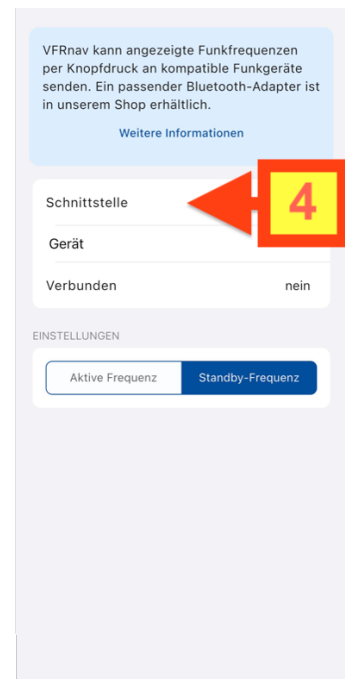 VFRnav kann angezeigte Funkfrequenzen
per Knopfdruck an kompatible Funkgeräte
senden. Ein passender Bluetooth-Adapter ist
in unserem Shop erhältlich.
Weitere Informationen
Schnittstelle
4
Gerät
Verbunden nein
EINSTELLUNGEN
Aktive Frequenz Standby-Frequenz